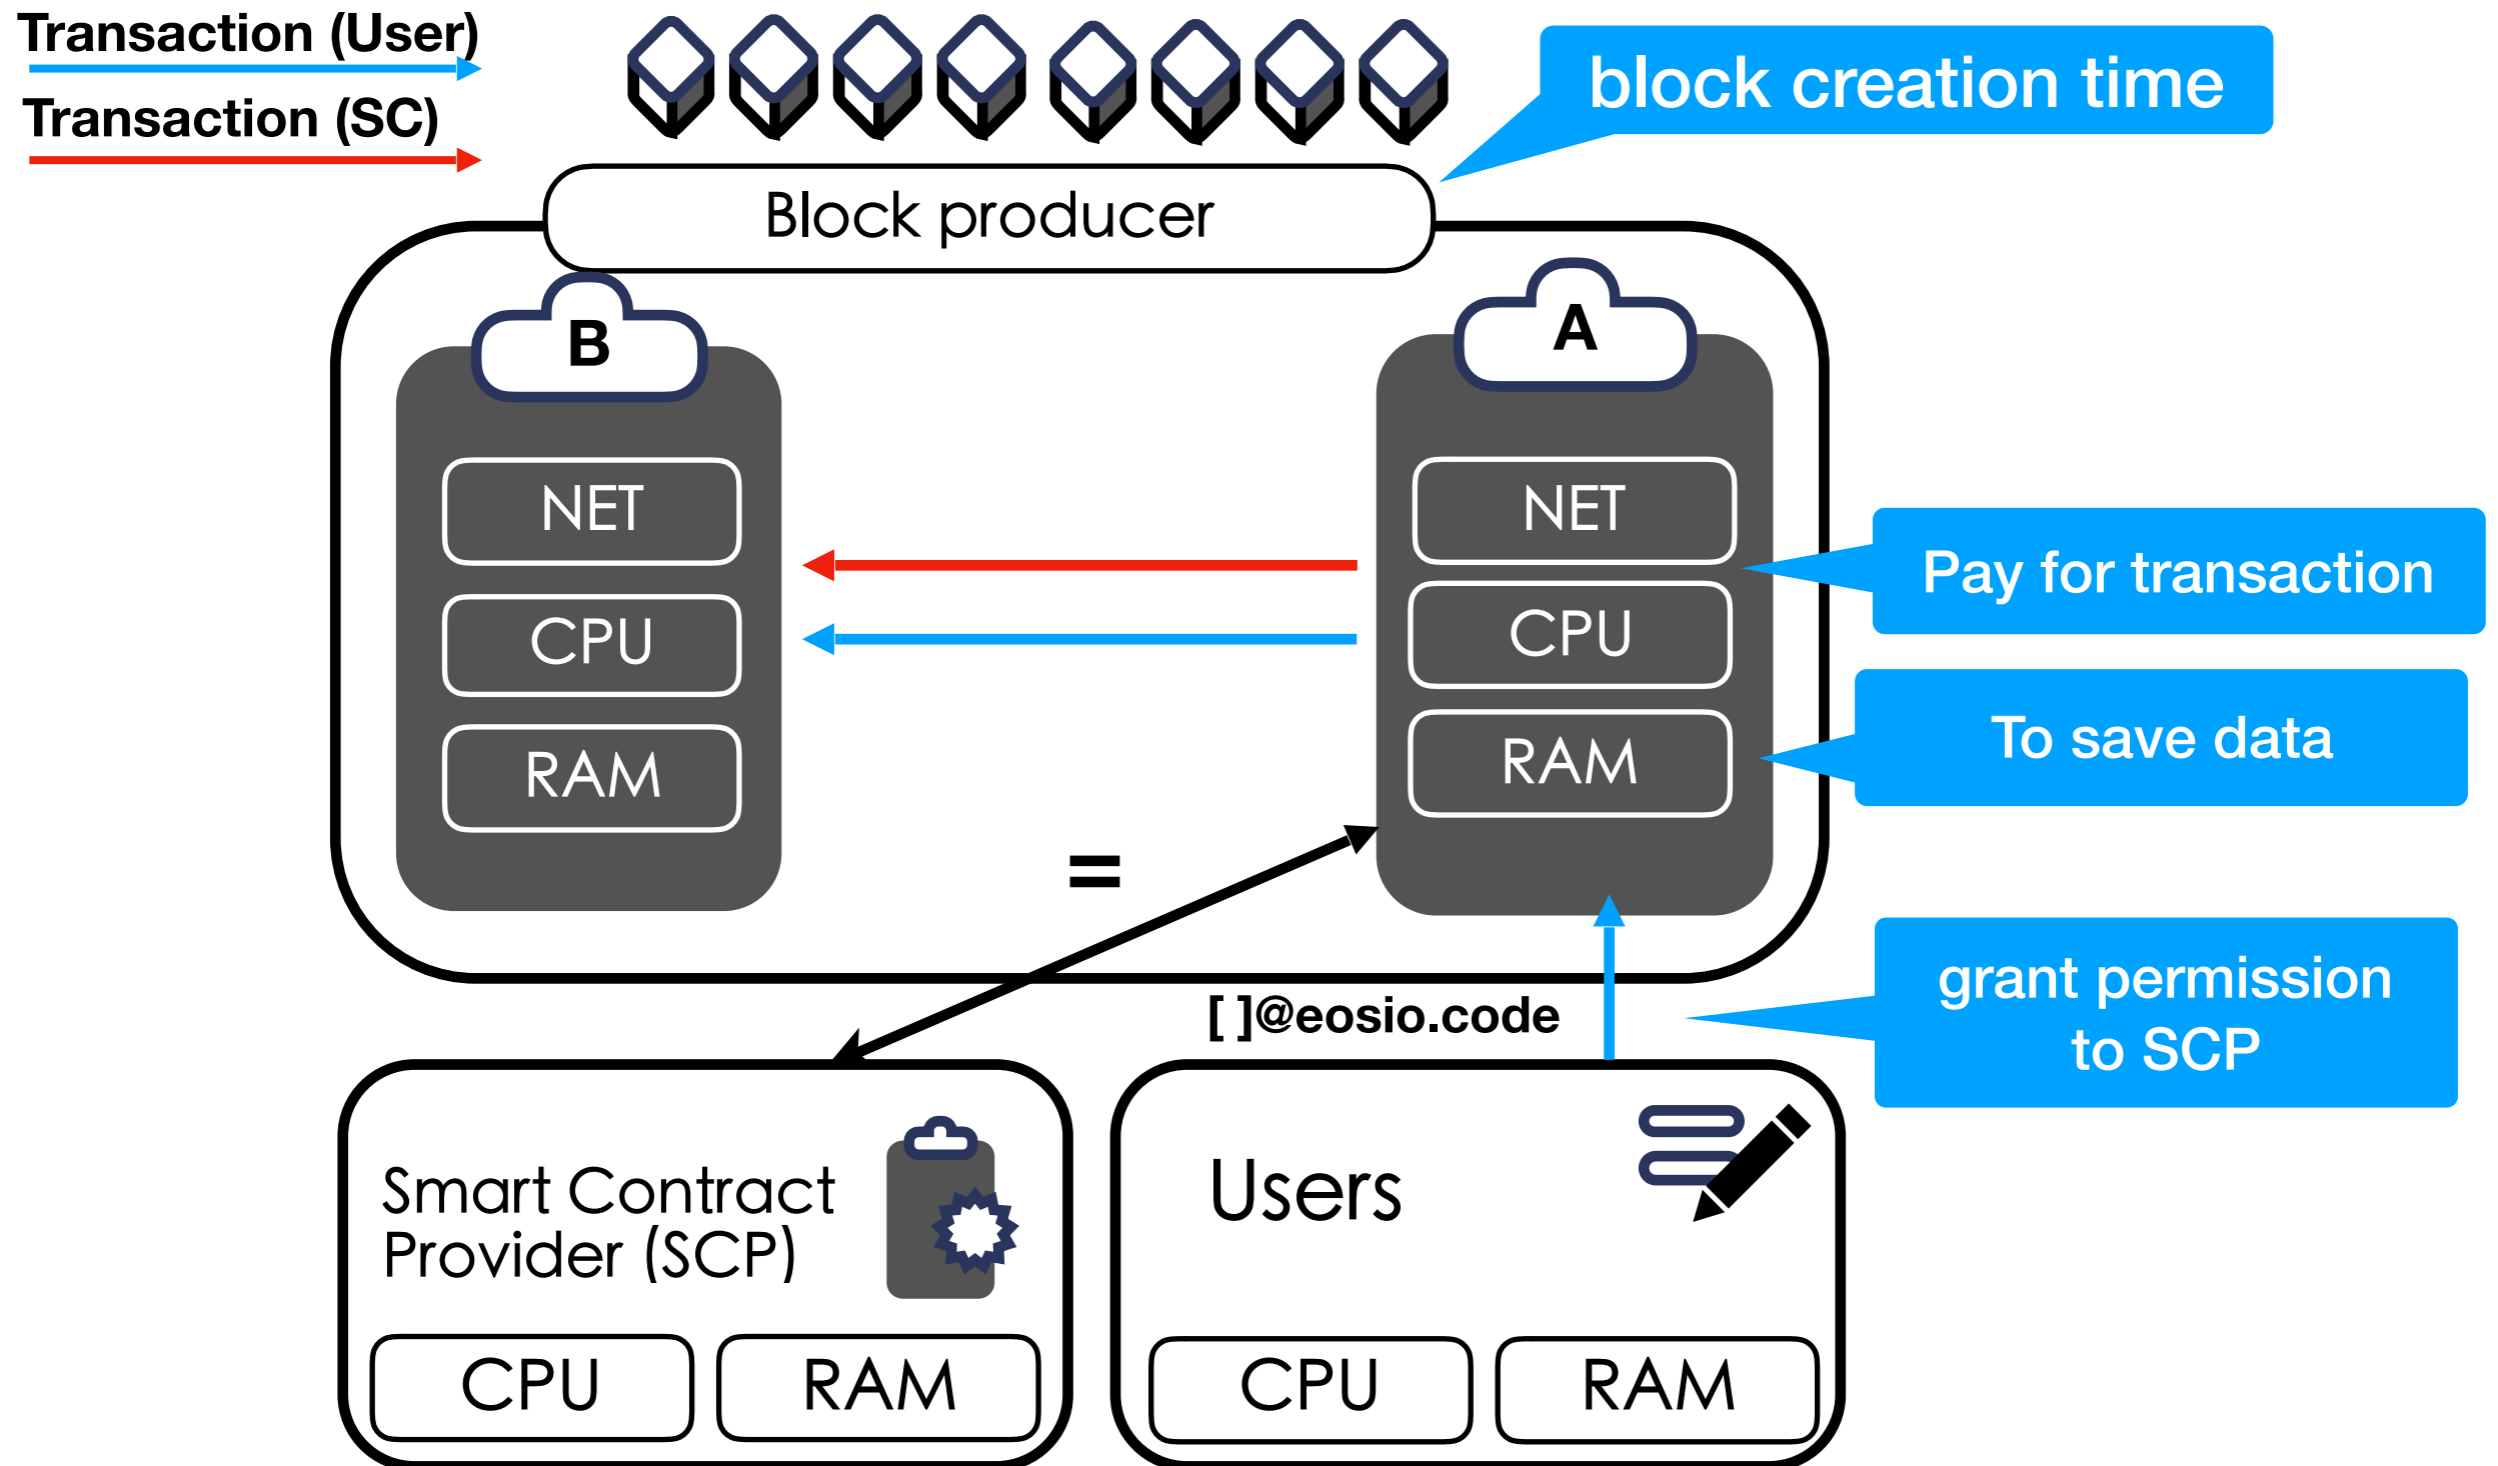 Transaction (User)
Transaction (SC)
block creation time
Block producer
B
A
NET
NET
CPU
CPU
RAM
RAM
Pay for transaction
To save data
=
[ ]@eosio.code
grant permission
to SCP
Smart Contract
Provider (SCP)
Users
CPU
RAM
CPU
RAM